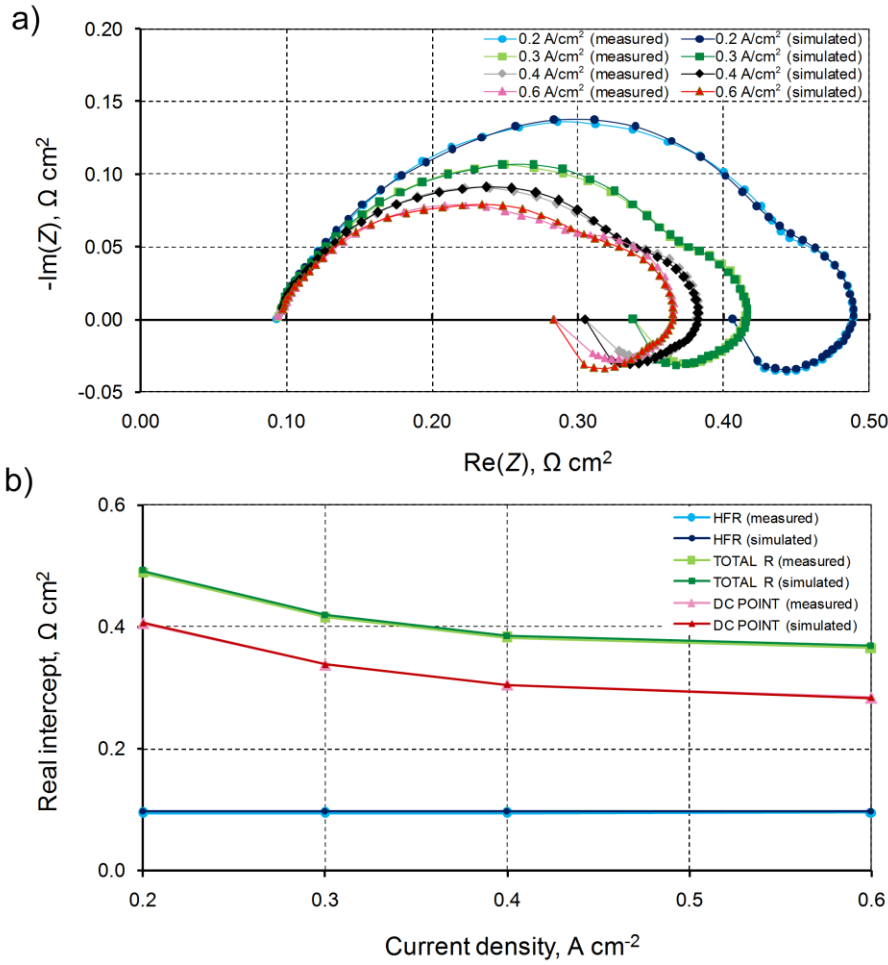 a)
0.20
0.15
0.10
0.05
0.00
-0.05
-Im(Z), Ω cm²
0.2 A/cm² (measured)
0.2 A/cm² (simulated)
0.3 A/cm² (measured)
0.3 A/cm² (simulated)
0.4 A/cm² (measured)
0.4 A/cm² (simulated)
0.6 A/cm² (measured)
0.6 A/cm² (simulated)
0.00 0.10 0.20 0.30 0.40 0.50
Re(Z), Ω cm²
b)
0.6
0.4
0.2
0.0
Real intercept, Ω cm²
HFR (measured)
HFR (simulated)
TOTAL R (measured)
TOTAL R (simulated)
DC POINT (measured)
DC POINT (simulated)
0.2 0.3 0.4 0.5 0.6
Current density, A cm⁻²